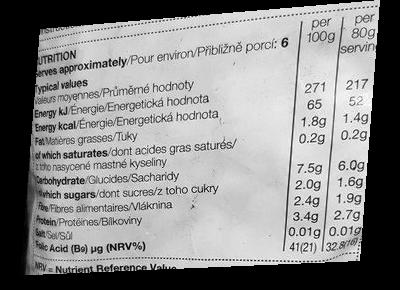 NUTRITION
Serves approximately/Pour environ/Přibližně porcí: 6
per 100g per 80g serving
Typical values
Valeurs moyennes/Průměrné hodnoty
Energy kJ/Énergie/Energetická hodnota 271 217
Energy kcal/Énergie/Energetická hodnota 65 52
Fat/Matières grasses/Tuky 1.8g 1.4g
of which saturates/dont acides gras saturés/ 0.2g 0.2g
z toho nasycené mastné kyseliny
Carbohydrate/Glucides/Sacharidy 7.5g 6.0g
of which sugars/dont sucres/z toho cukry 2.0g 1.6g
Fibre/Fibres alimentaires/Vláknina 2.4g 1.9g
Protein/Protéines/Bílkoviny 3.4g 2.7g
Salt/Sel/Sůl 0.01g 0.01g
Folic Acid (B9) µg (NRV%) 41(21) 32.8(16)
NRV = Nutrient Reference Value